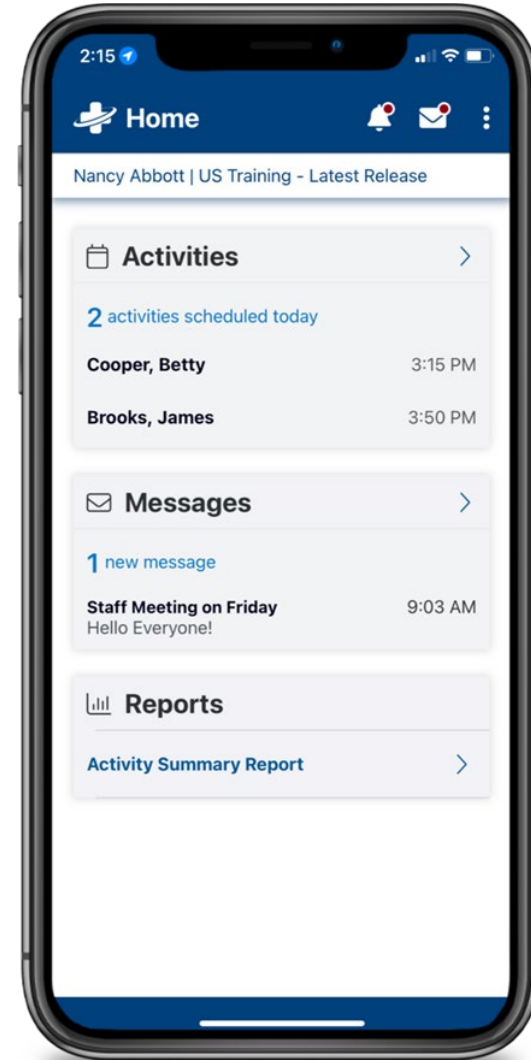 2:15
Home
Nancy Abbott | US Training - Latest Release
Activities
2 activities scheduled today
Cooper, Betty 3:15 PM
Brooks, James 3:50 PM
Messages
1 new message
Staff Meeting on Friday 9:03 AM
Hello Everyone!
Reports
Activity Summary Report